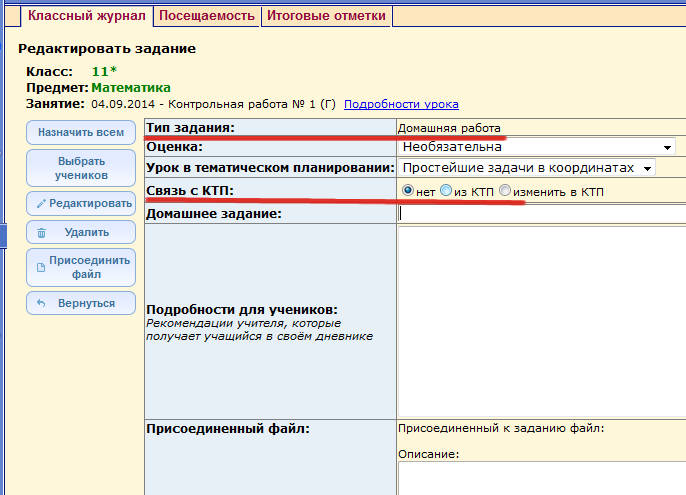 Классный журнал Посещаемость Итоговые отметки
Редактировать задание
Класс: 11*
Предмет: Математика
Занятие: 04.09.2014 - Контрольная работа № 1 (Г) Подробности урока
Назначить всем
Выбрать
учеников
Редактировать
Удалить
Присоединить
файл
Вернуться
Тип задания: Домашняя работа
Оценка: Необязательна
Урок в тематическом планировании: Простейшие задачи в координатах
Связь с КТП: нет из КТП изменить в КТП
Домашнее задание:
Подробности для учеников:
Рекомендации учителя, которые
получает учащийся в своём дневнике
Присоединенный файл: Присоединенный к заданию файл:
Описание: